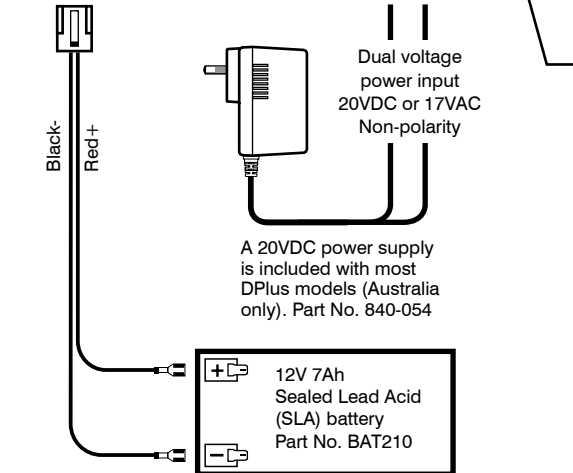 Black-
Red+
Dual voltage
power input
20VDC or 17VAC
Non-polarity
A 20VDC power supply
is included with most
DPlus models (Australia
only). Part No. 840-054
+
12V 7Ah
Sealed Lead Acid
(SLA) battery
Part No. BAT210
−